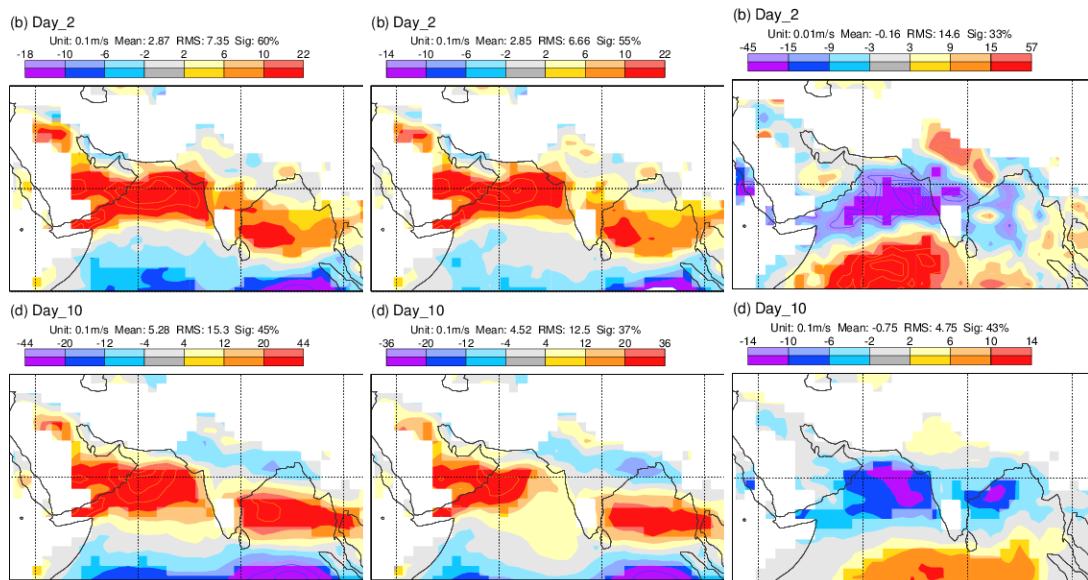 (b) Day_2
Unit: 0.1m/s Mean: 2.87 RMS: 7.35 Sig: 60%
-18 -10 -6 -2 2 6 10 22
(b) Day_2
Unit: 0.1m/s Mean: 2.85 RMS: 6.66 Sig: 55%
-18 -10 -6 -2 2 6 10 22
(b) Day_2
Unit: 0.01m/s Mean: -0.16 RMS: 14.6 Sig: 33%
-45 -15 -9 -3 3 9 15 57
(d) Day_10
Unit: 0.1m/s Mean: 5.28 RMS: 15.3 Sig: 45%
-44 -20 -12 -4 4 12 20 44
(d) Day_10
Unit: 0.1m/s Mean: 4.52 RMS: 12.5 Sig: 37%
-36 -20 -12 -4 4 12 20 36
(d) Day_10
Unit: 0.1m/s Mean: -0.75 RMS: 4.75 Sig: 43%
-14 -10 -6 -2 2 6 10 14